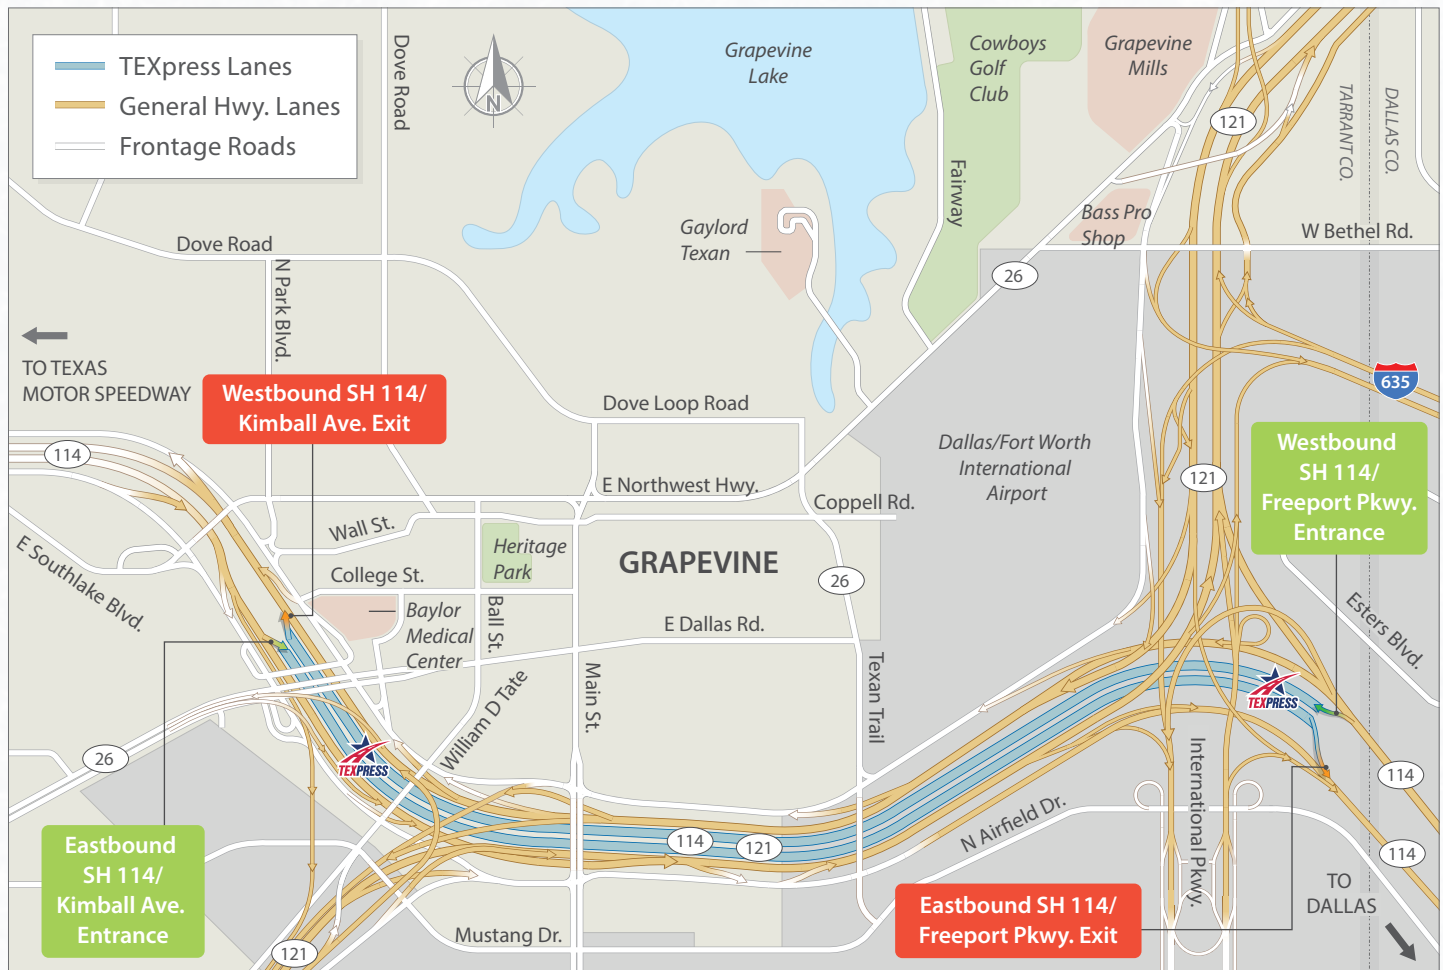 TEXpress Lanes
General Hwy. Lanes
Frontage Roads
N
Dove Road
Grapevine
Lake
Cowboys
Golf
Club
Grapevine
Mills
121
TARRANT CO.
DALLAS CO.
Fairway
Gaylord
Texan
Bass Pro
Shop
W Bethel Rd.
Dove Road
N Park Blvd.
26
TO TEXAS
MOTOR SPEEDWAY
Westbound SH 114/
Kimball Ave. Exit
635
Dove Loop Road
114
Dallas/Fort Worth
International
Airport
Westbound
SH 114/
Freeport Pkwy.
Entrance
121
E Northwest Hwy.
Coppell Rd.
Wall St.
Heritage
Park
GRAPEVINE
E Southlake Blvd.
College St.
26
Baylor
Medical
Center
Ball St.
E Dallas Rd.
Esters Blvd.
Main St.
Texan Trail
William D Tate
TEXPRESS
TEXPRESS
26
International Pkwy.
114
N Airfield Dr.
114
121
114
Eastbound
SH 114/
Kimball Ave.
Entrance
TO
DALLAS
Eastbound SH 114/
Freeport Pkwy. Exit
Mustang Dr.
121